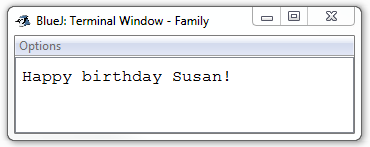 BlueJ: Terminal Window - Family
Options
Happy birthday Susan!